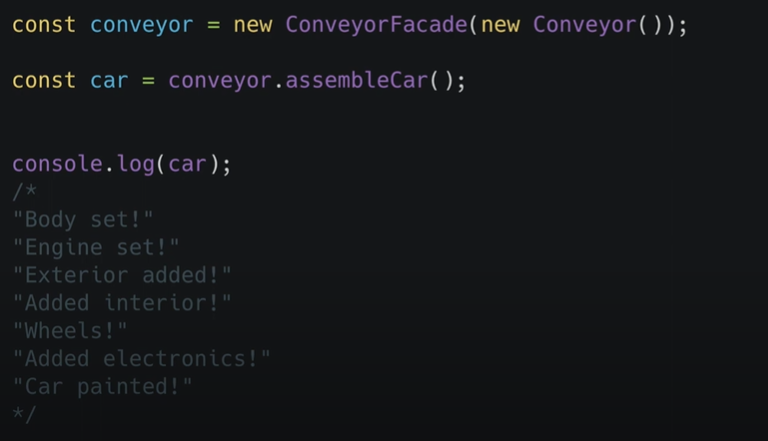 const conveyor = new ConveyorFacade(new Conveyor());
const car = conveyor.assembleCar();
console.log(car);
/*
"Body set!"
"Engine set!"
"Exterior added!"
"Added interior!"
"Wheels!"
"Added electronics!"
"Car painted!"
*/